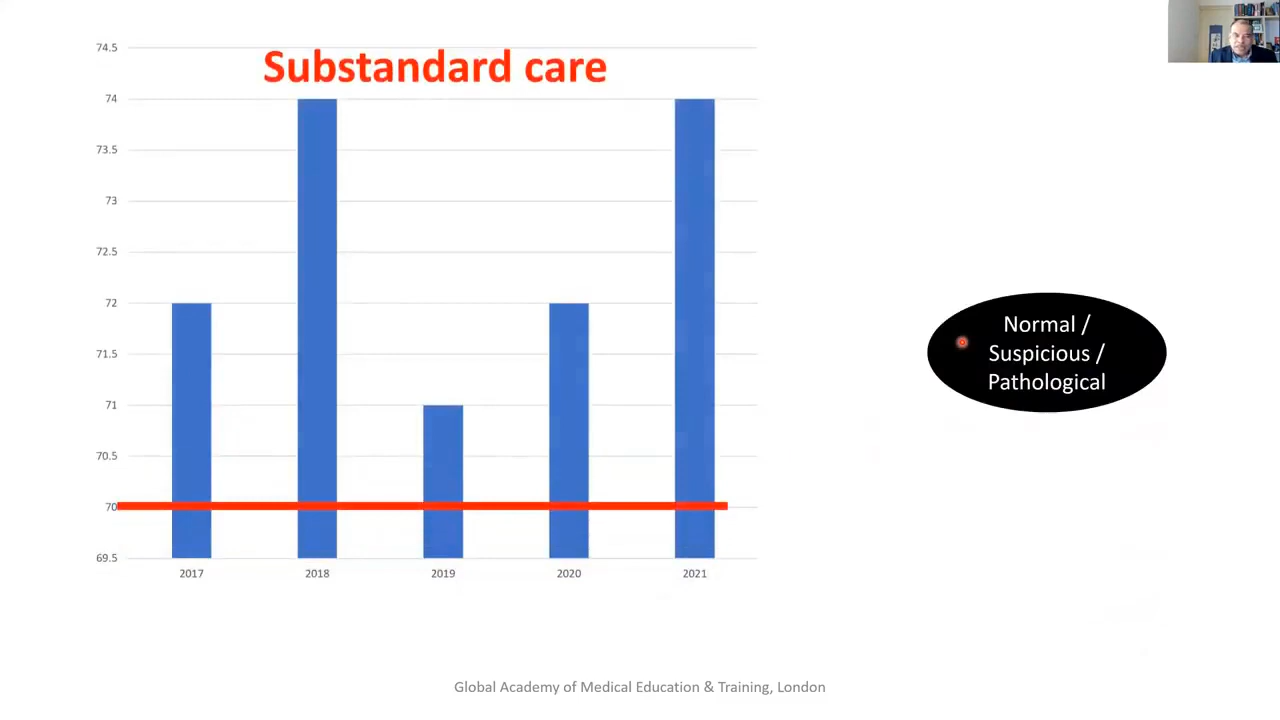 Substandard care
74.5
74
73.5
73
72.5
72
71.5
71
70.5
70
69.5
2017 2018 2019 2020 2021
Normal /
Suspicious /
Pathological
Global Academy of Medical Education & Training, London